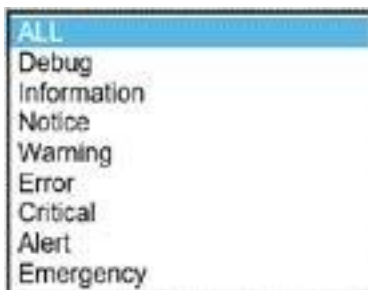 ALL
Debug
Information
Notice
Warning
Error
Critical
Alert
Emergency